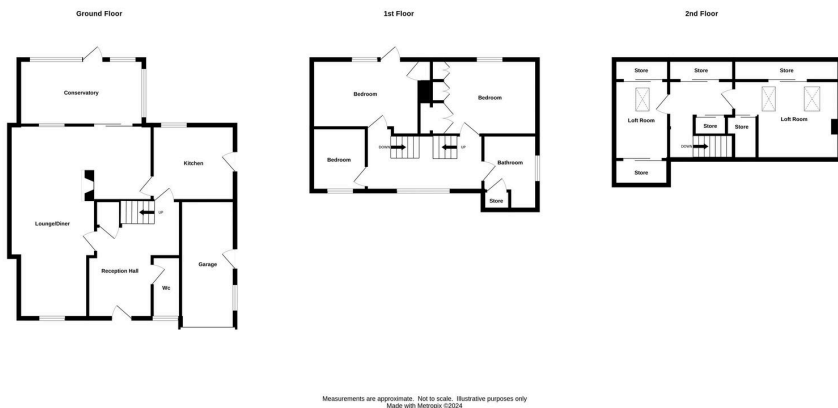 Ground Floor
1st Floor
2nd Floor
Conservatory
Kitchen
Lounge/Diner
UP
Reception Hall
Wc
Garage
Bedroom
Bedroom
Bedroom
DOWN
UP
Bathroom
Store
Store
Store
Store
Loft Room
Loft Room
Store
Store
DOWN
Store
Measurements are approximate. Not to scale. Illustrative purposes only
Made with Metropix ©2024